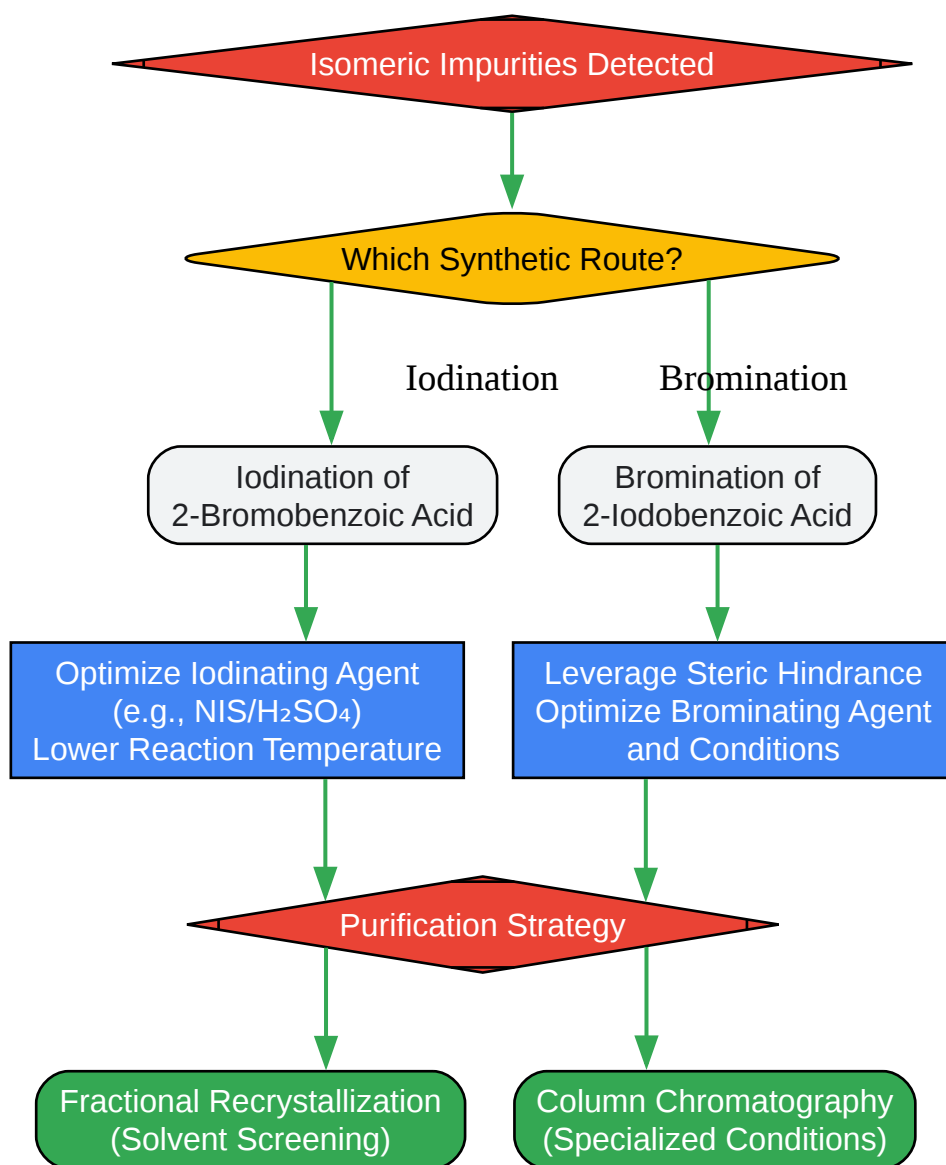 Isomeric Impurities Detected
Which Synthetic Route?
Iodination
Bromination
Iodination of
2-Bromobenzoic Acid
Bromination of
2-Iodobenzoic Acid
Optimize Iodinating Agent
(e.g., NIS/H₂SO₄)
Lower Reaction Temperature
Leverage Steric Hindrance
Optimize Brominating Agent
and Conditions
Purification Strategy
Fractional Recrystallization
(Solvent Screening)
Column Chromatography
(Specialized Conditions)